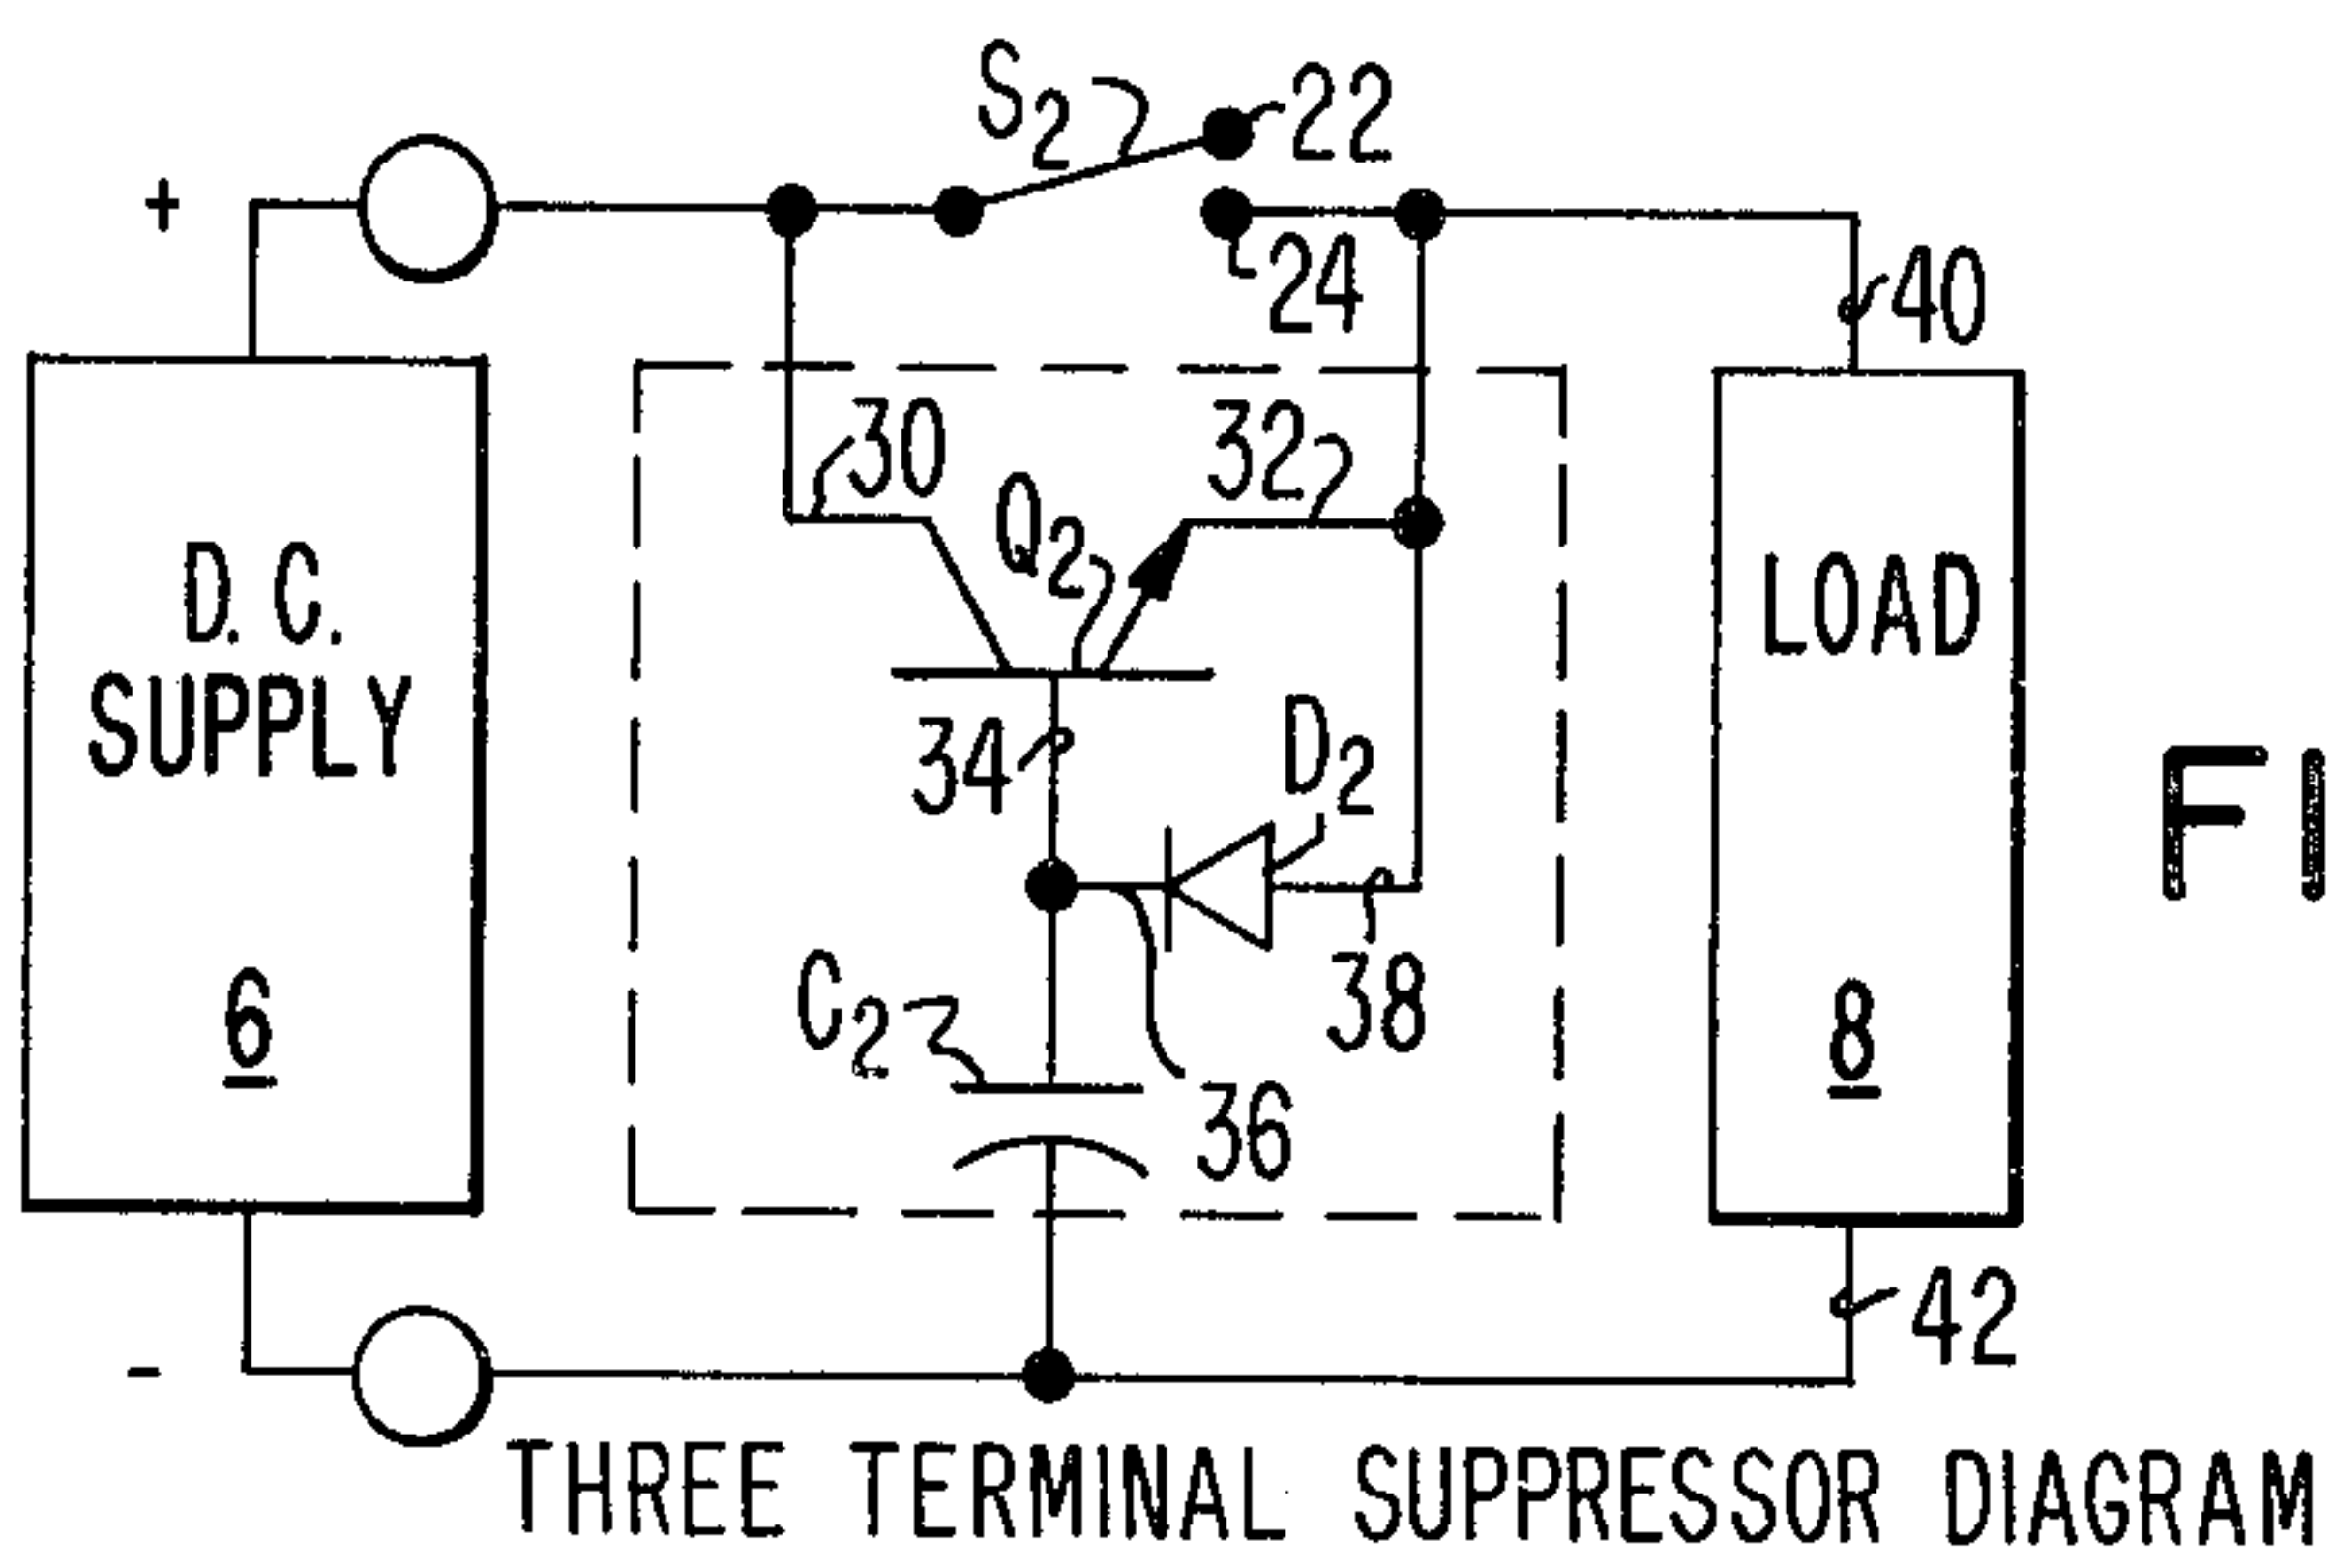 S2
22
+
24
40
30
32
Q2
D. C.
SUPPLY
LOAD
34
D2
FI
6
C2
38
8
36
42
-
THREE TERMINAL SUPPRESSOR DIAGRAM